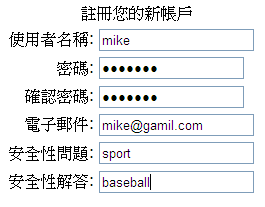 註冊您的新帳戶
使用者名稱: mike
密碼: ●●●●●●●
確認密碼: ●●●●●●●
電子郵件: mike@gamil.com
安全性問題: sport
安全性解答: baseball